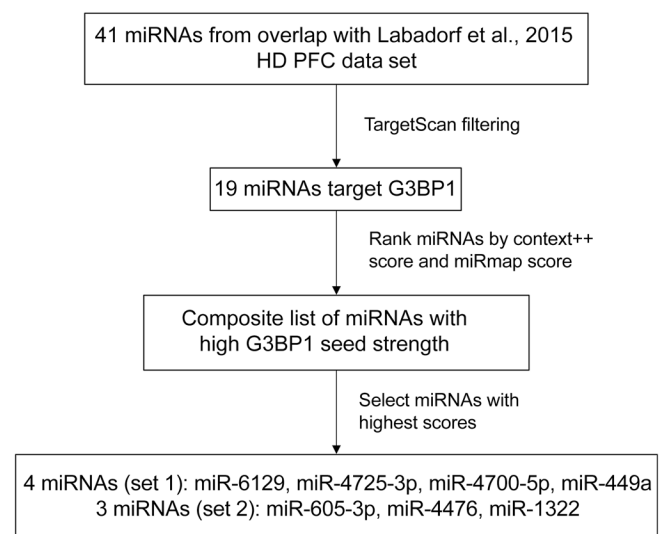 41 miRNAs from overlap with Labadorf et al., 2015
HD PFC data set
TargetScan filtering
19 miRNAs target G3BP1
Rank miRNAs by context++
score and miRmap score
Composite list of miRNAs with
high G3BP1 seed strength
Select miRNAs with
highest scores
4 miRNAs (set 1): miR-6129, miR-4725-3p, miR-4700-5p, miR-449a
3 miRNAs (set 2): miR-605-3p, miR-4476, miR-1322